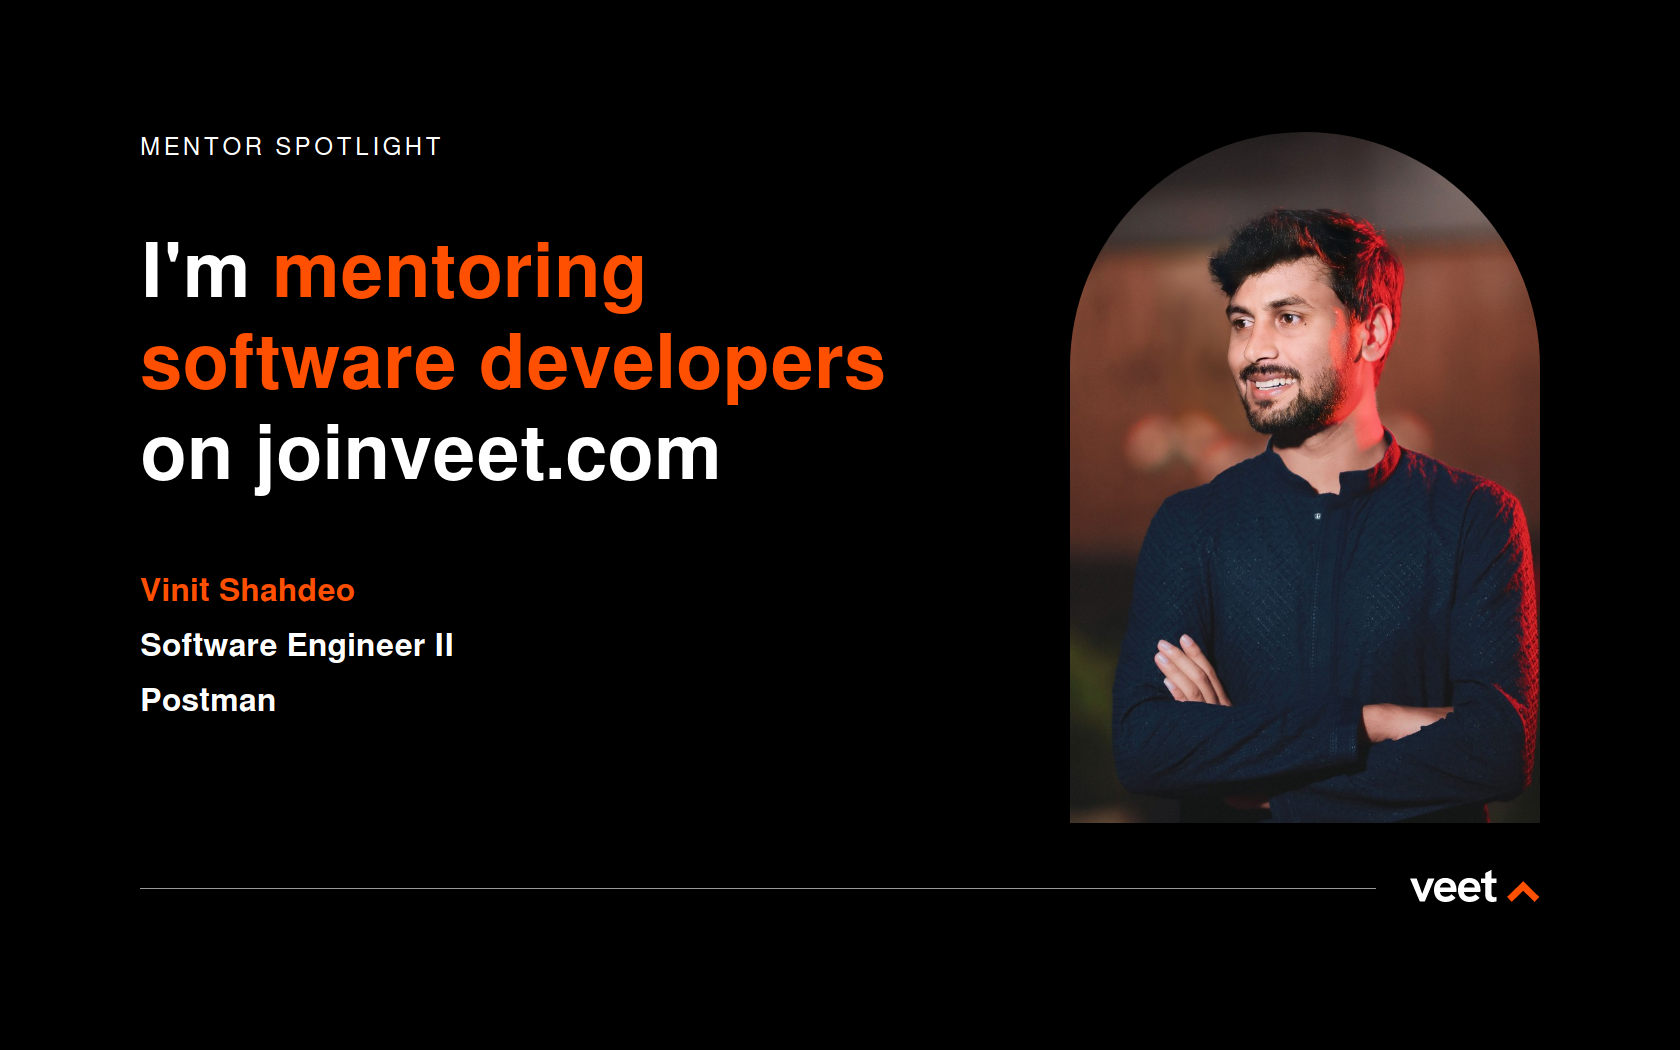 MENTOR SPOTLIGHT
I'm mentoring
software developers
on joinveet.com
Vinit Shahdeo
Software Engineer II
Postman
veet